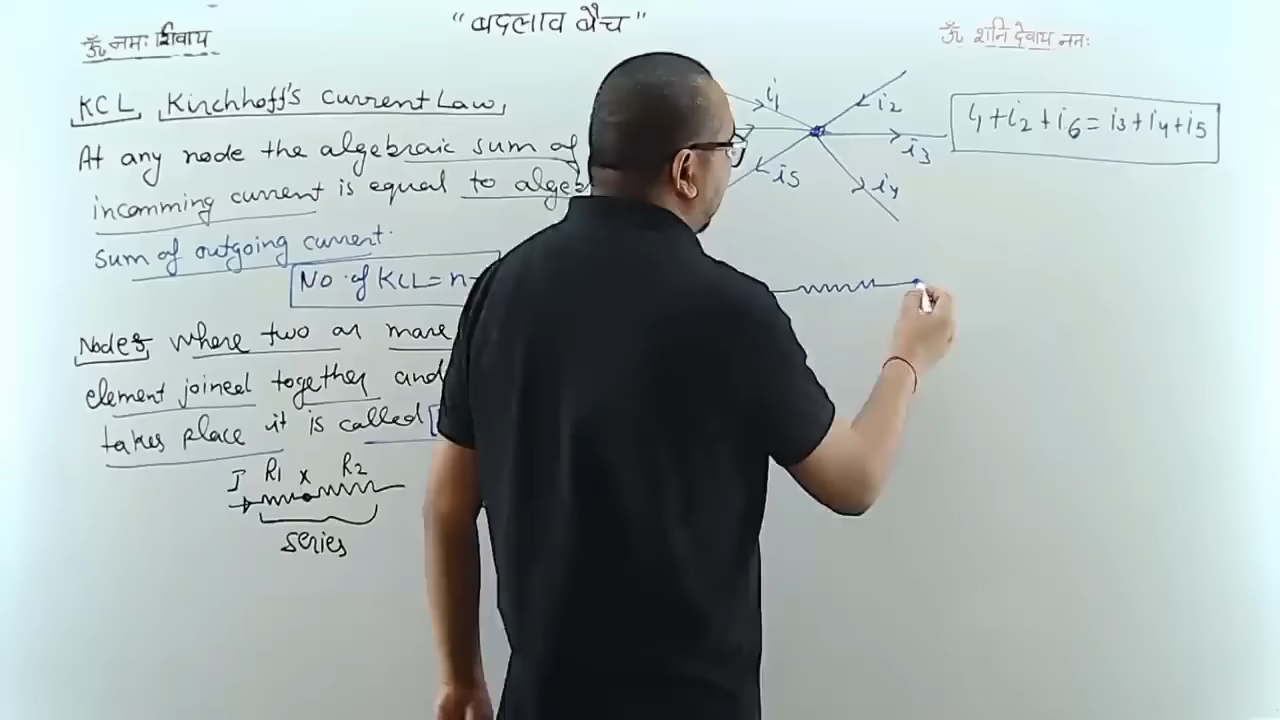 "बदलाव बैच"
ॐ नमः शिवाय
ॐ शनि देवाय ननः
KCL, Kirchhoff's Current Law,
At any node the algebraic sum of
incomming current is equal to
sum of outgoing current.
No. of KCL = n-
Nodes where two or more
element joined together and
takes place it is called
I R1 x R2
series
i1
i2
i3
i4
i5
i1+i2+i6 = i3+i4+i5